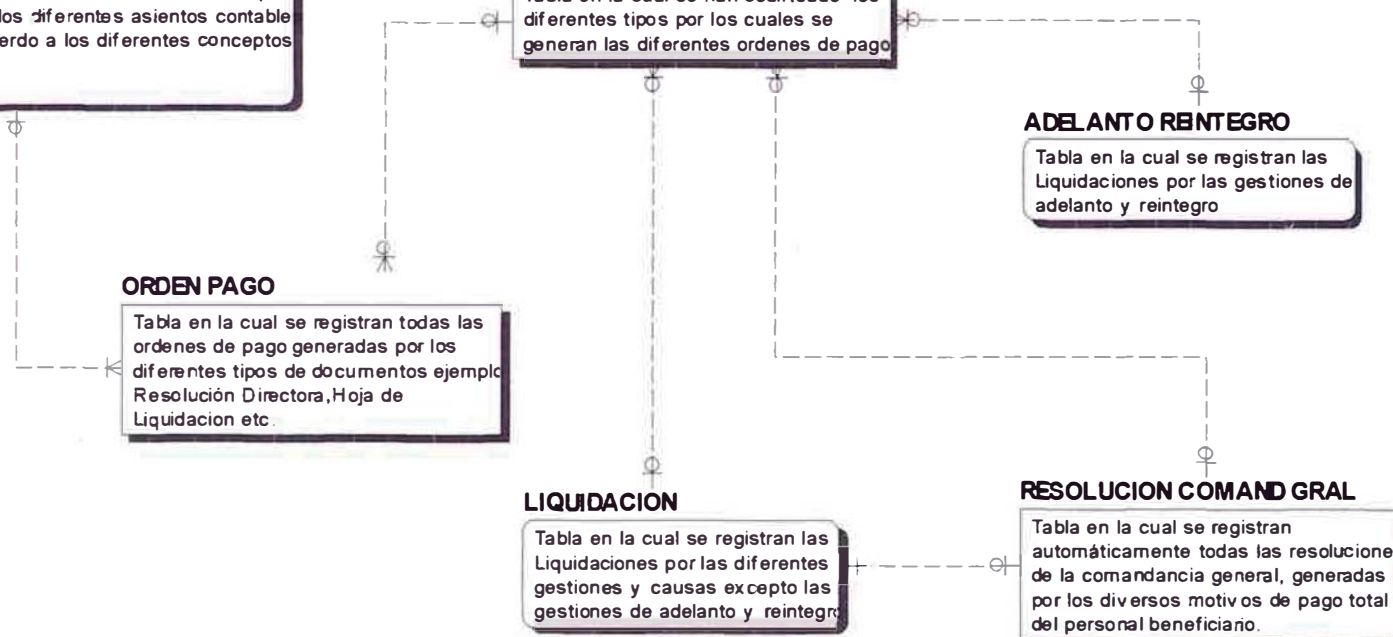 los diferentes asientos contable
erdo a los diferentes conceptos
diferentes tipos por los cuales se
generan las diferentes ordenes de pago
ADELANTO REINTEGRO
Tabla en la cual se registran las
Liquidaciones por las gestiones de
adelanto y reintegro
ORDEN PAGO
Tabla en la cual se registran todas las
ordenes de pago generadas por los
diferentes tipos de documentos ejemplo
Resolución Directora,Hoja de
Liquidacion etc.
LIQUIDACION
Tabla en la cual se registran las
Liquidaciones por las diferentes
gestiones y causas excepto las
gestiones de adelanto y reintegro
RESOLUCION COMAND GRAL
Tabla en la cual se registran
automáticamente todas las resolucione
de la comandancia general, generadas
por los diversos motivos de pago total
del personal beneficiario.